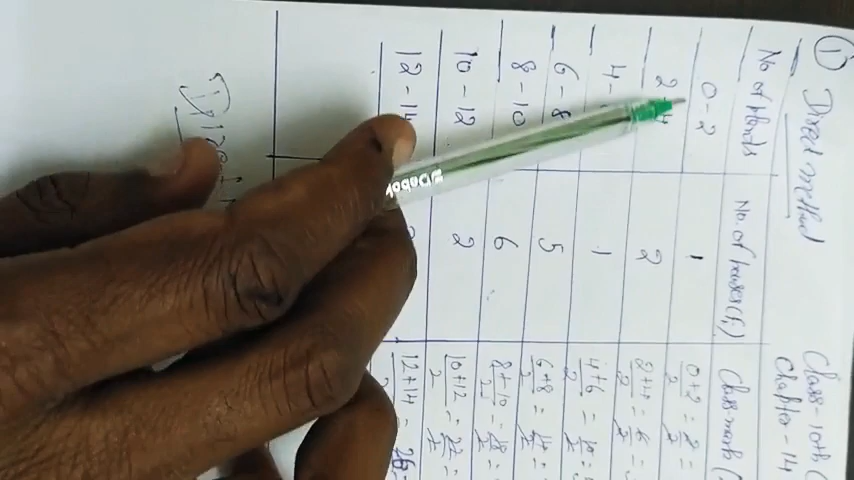 ① Direct method
Class-10th
Chapter-14
No. of plants No. of houses (fi) Class mark (
0-2 1 0+2/2 = 2/2 =
2 4 2 2+4/2 = 6/2 =
4- 1 4+6/2 = 10/2 =
6-8 5 6+8/2 = 14/2 =
8-10 6 8+10/2 = 18/2 =
10-12 2 10+12/2 = 22/2 =
12-14 12+14/2 = 26
Direct